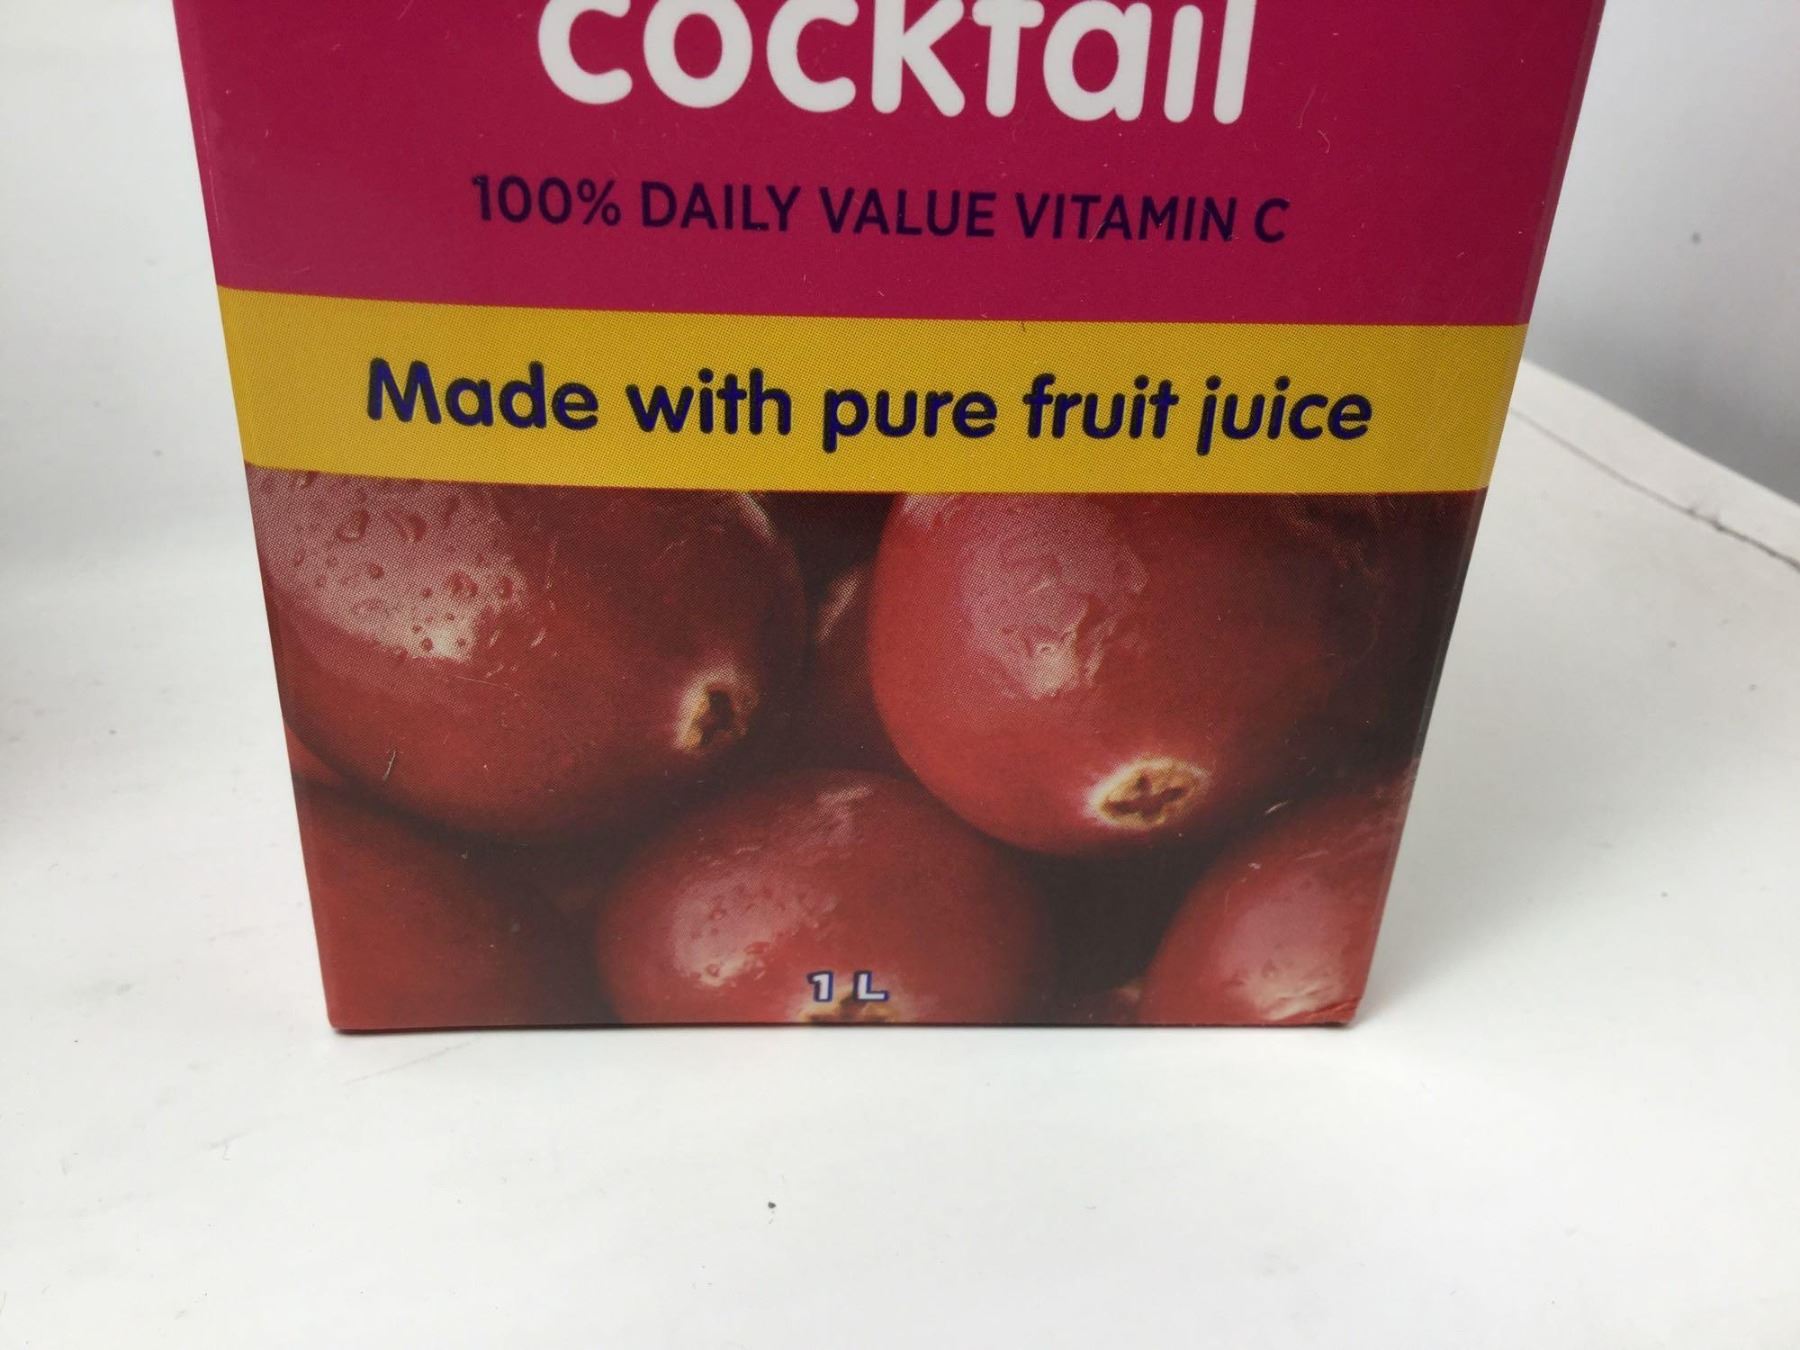 cocktail
100% DAILY VALUE VITAMIN C
Made with pure fruit juice
1 L